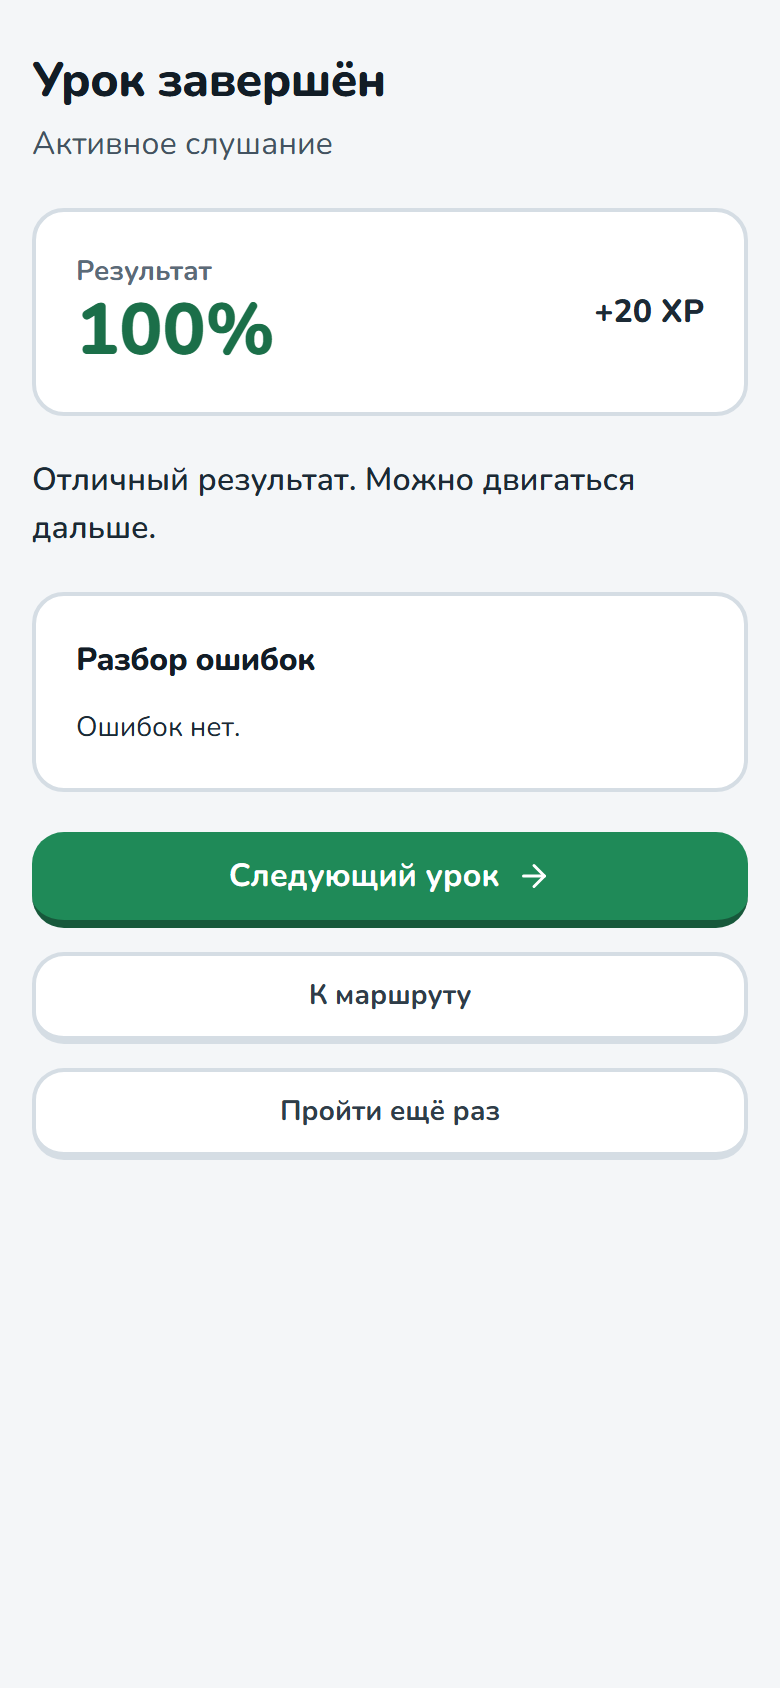 Урок завершён
Активное слушание
Результат
100%
+20 XP
Отличный результат. Можно двигаться
дальше.
Разбор ошибок
Ошибок нет.
Следующий урок →
К маршруту
Пройти ещё раз